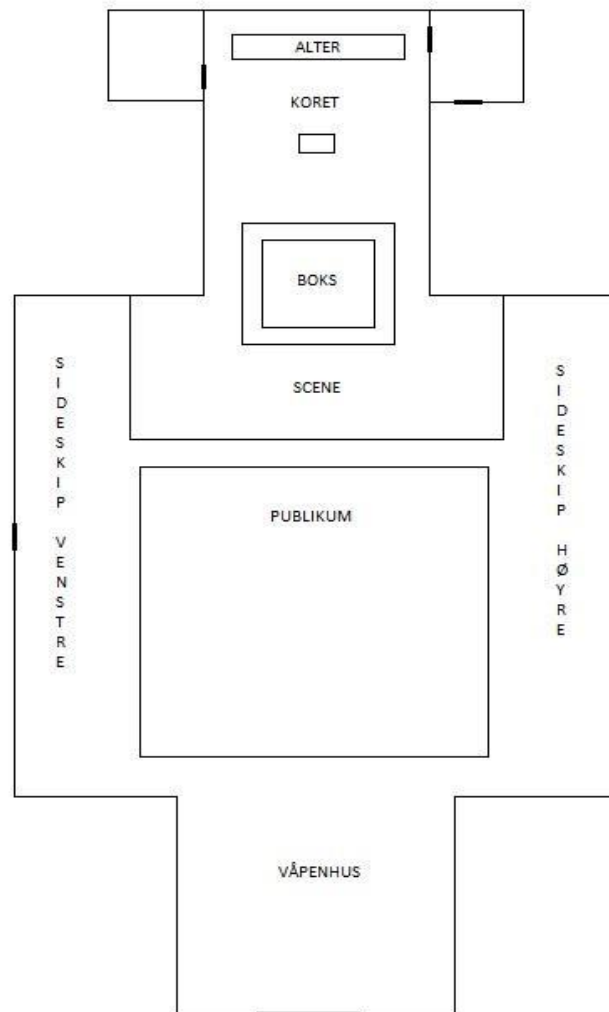 ALTER
KORET
BOKS
SCENE
SIDESKIP VENSTRE
SIDESKIP HØYRE
PUBLIKUM
VÅPENHUS